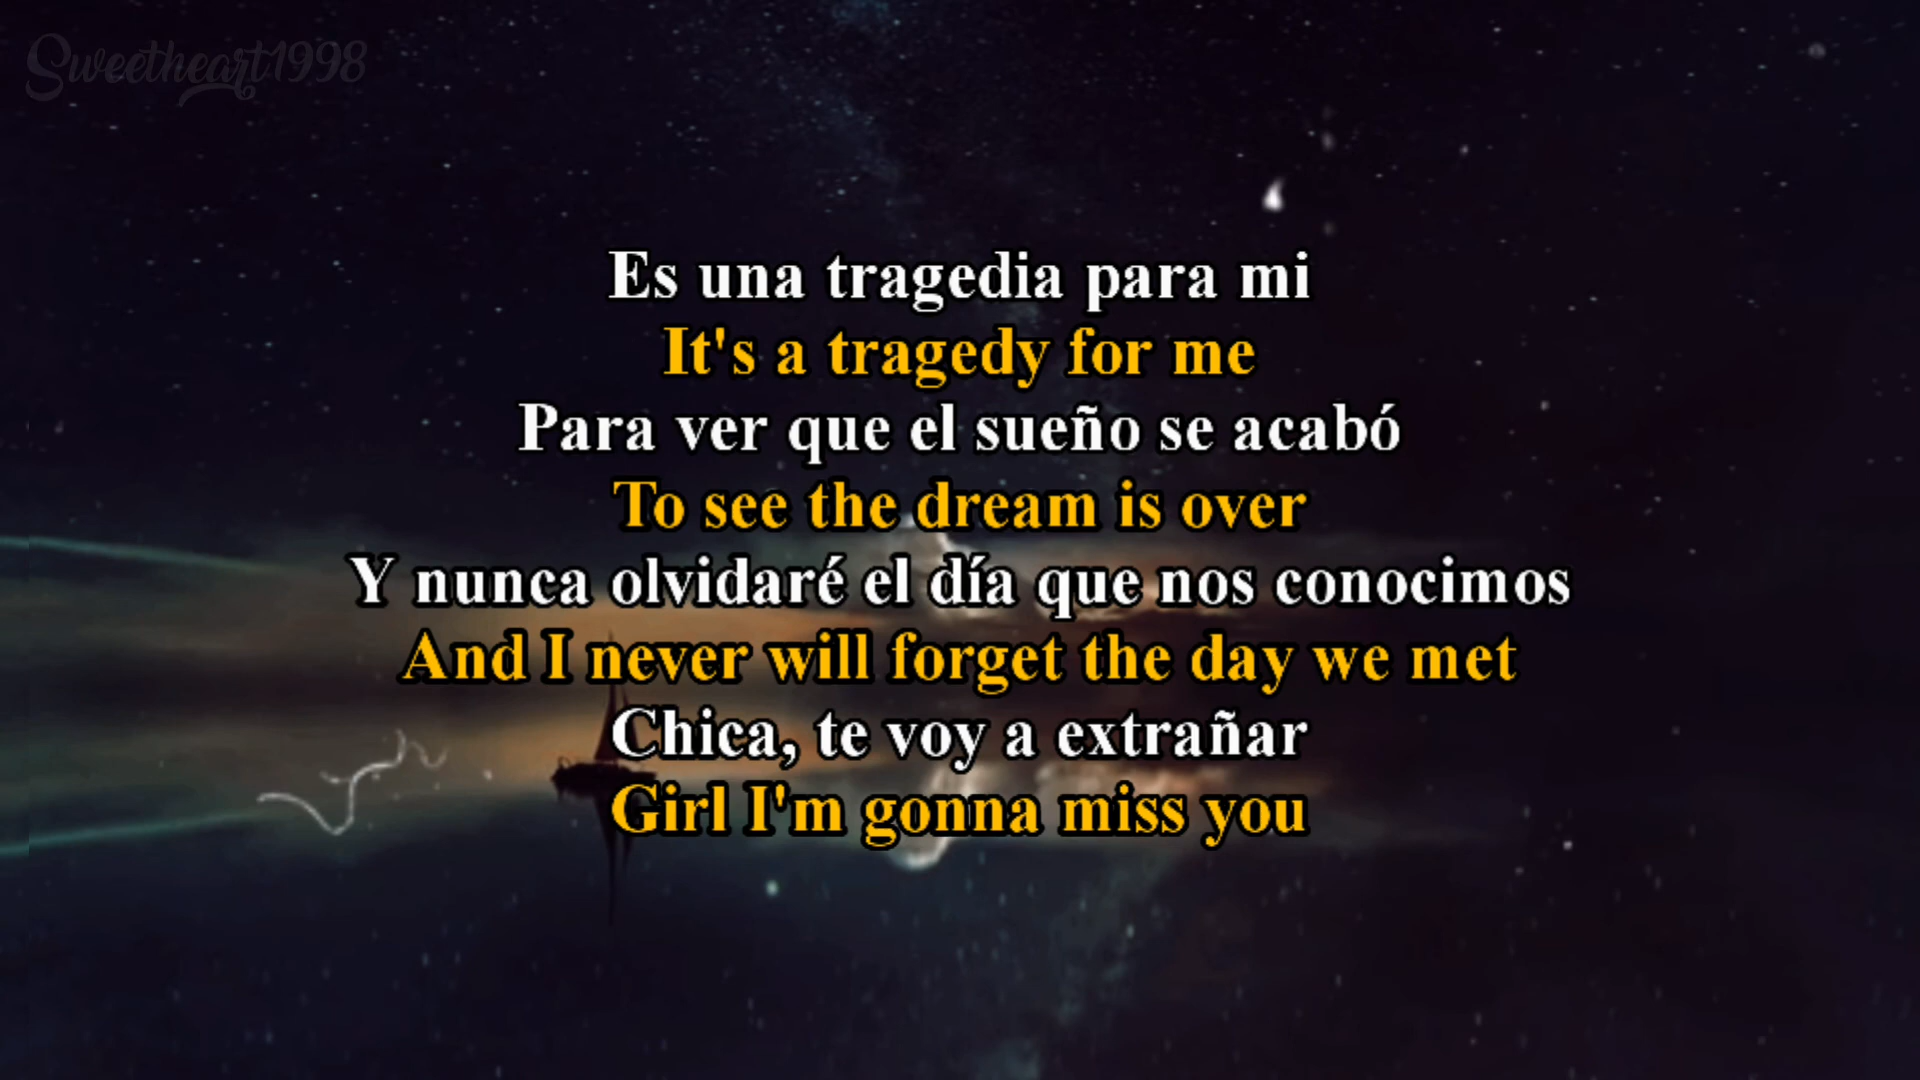 Sweetheart1998
Es una tragedia para mi
It's a tragedy for me
Para ver que el sueño se acabó
To see the dream is over
Y nunca olvidaré el día que nos conocimos
And I never will forget the day we met
Chica, te voy a extrañar
Girl I'm gonna miss you